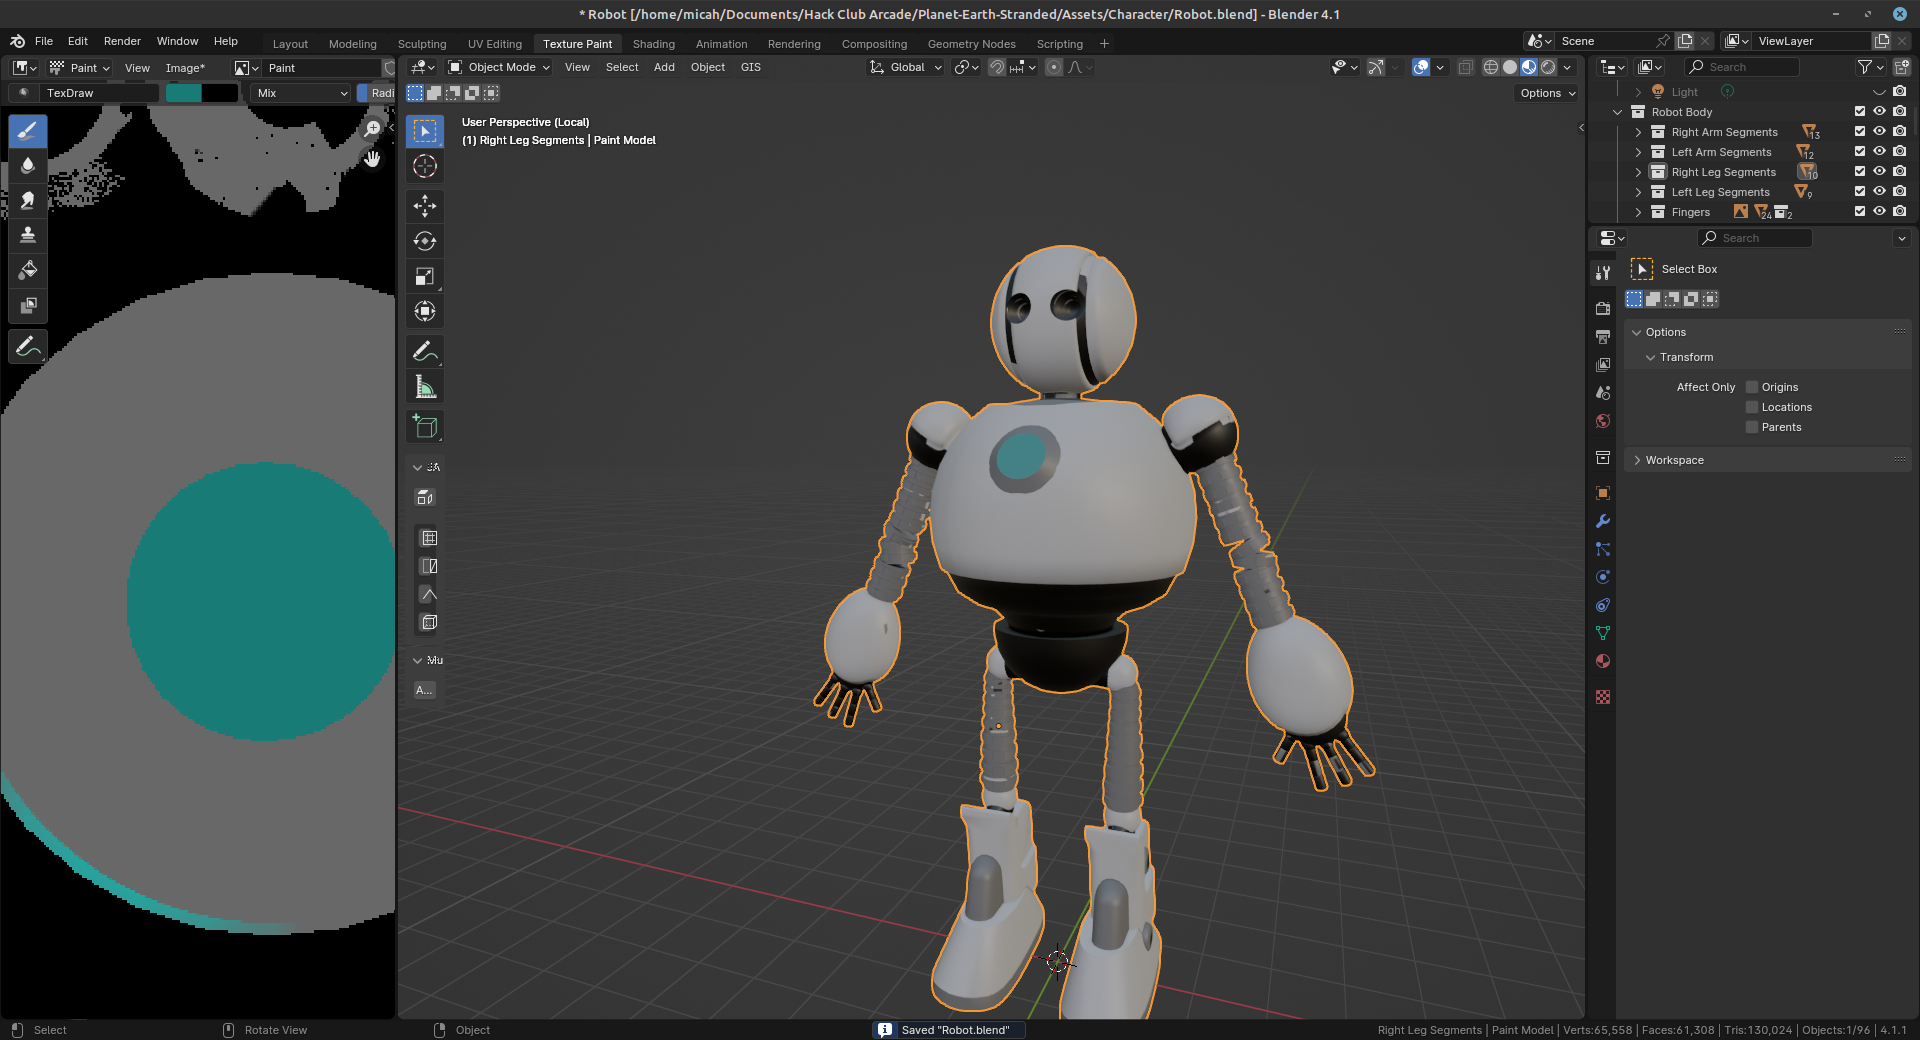 * Robot [/home/micah/Documents/Hack Club Arcade/Planet-Earth-Stranded/Assets/Character/Robot.blend] - Blender 4.1
File Edit Render Window Help Layout Modeling Sculpting UV Editing Texture Paint Shading Animation Rendering Compositing Geometry Nodes Scripting + Scene ViewLayer
Paint View Image* Paint Object Mode View Select Add Object GIS Global Search
TexDraw Mix Radi Options
Light
Robot Body
User Perspective (Local)
(1) Right Leg Segments | Paint Model
Right Arm Segments 13
Left Arm Segments 12
Right Leg Segments 10
Left Leg Segments 9
Fingers 24 2
Search
Select Box
Options
Transform
Affect Only Origins
Locations
Parents
Workspace
Mu
A...
Select Rotate View Object Saved "Robot.blend" Right Leg Segments | Paint Model | Verts:65,558 | Faces:61,308 | Tris:130,024 | Objects:1/96 | 4.1.1